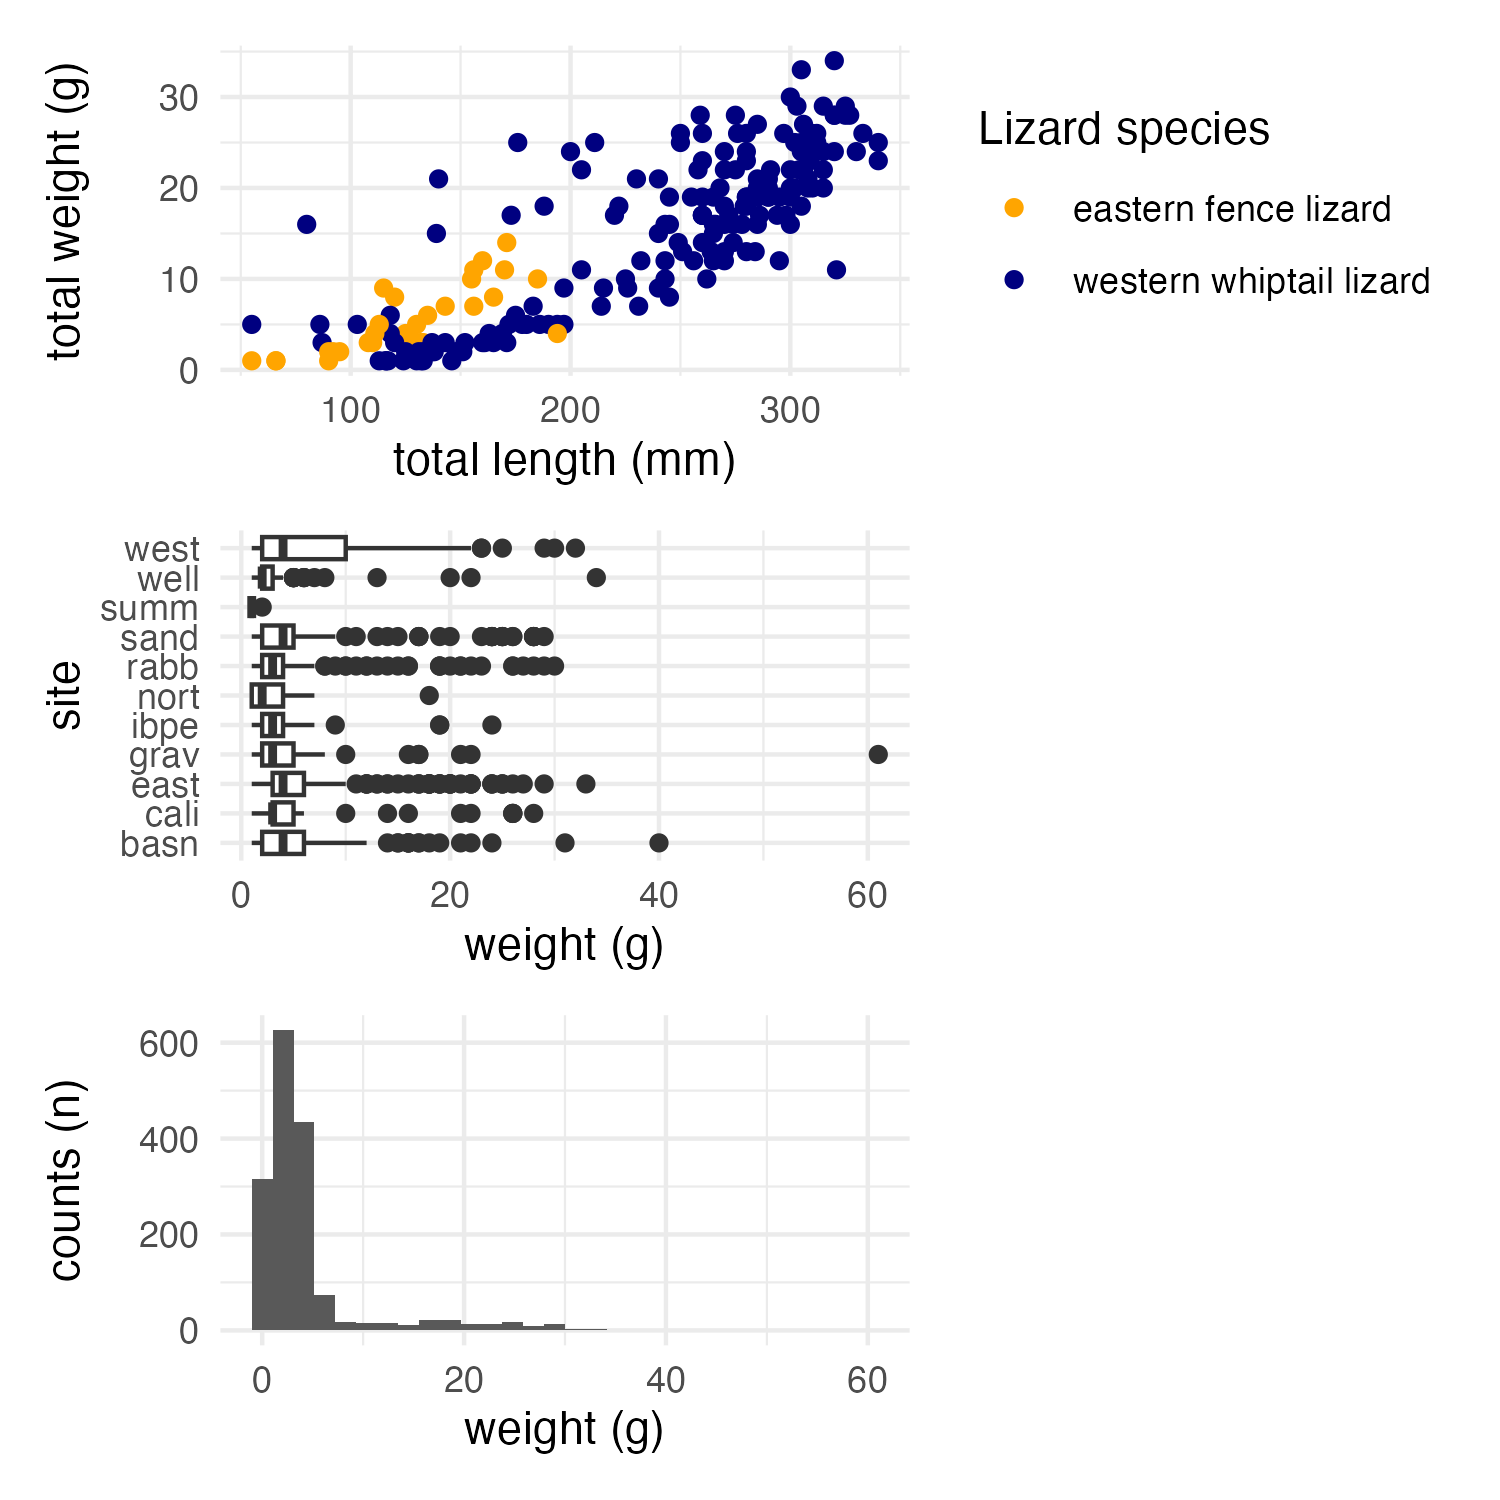 total weight (g)
30
20
10
0
100 200 300
total length (mm)
Lizard species
eastern fence lizard
western whiptail lizard
site
west
well
summ
sand
rabb
nort
ibpe
grav
east
cali
basn
0 20 40 60
weight (g)
counts (n)
600
400
200
0
0 20 40 60
weight (g)